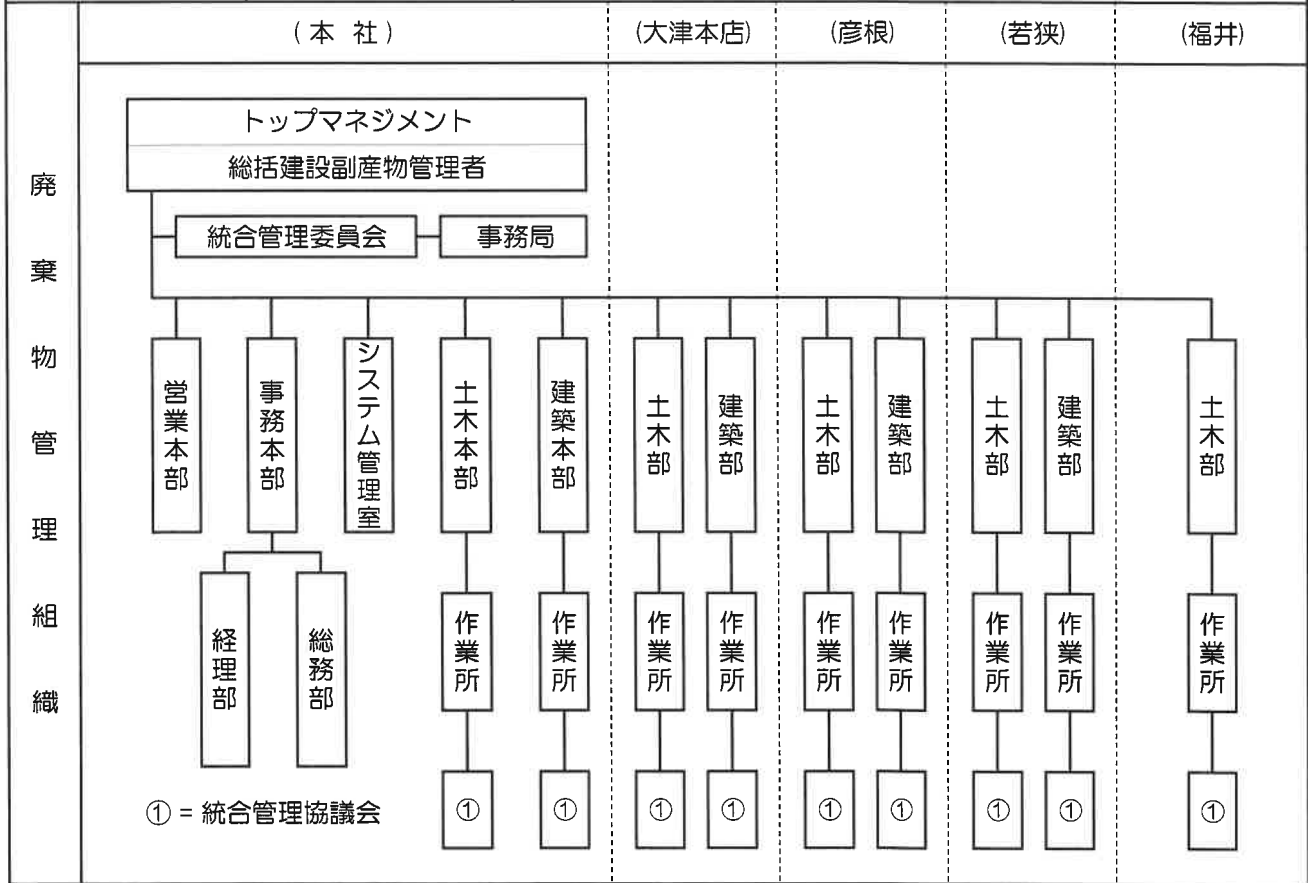 廃棄物管理組織
(本 社)
(大津本店)
(彦根)
(若狭)
(福井)
トップマネジメント
総括建設副産物管理者
統合管理委員会
事務局
営業本部
事務本部
システム管理室
土木本部
建築本部
土木部
建築部
土木部
建築部
土木部
建築部
土木部
経理部
総務部
作業所
作業所
作業所
作業所
作業所
作業所
作業所
作業所
作業所
① = 統合管理協議会
①
①
①
①
①
①
①
①
①